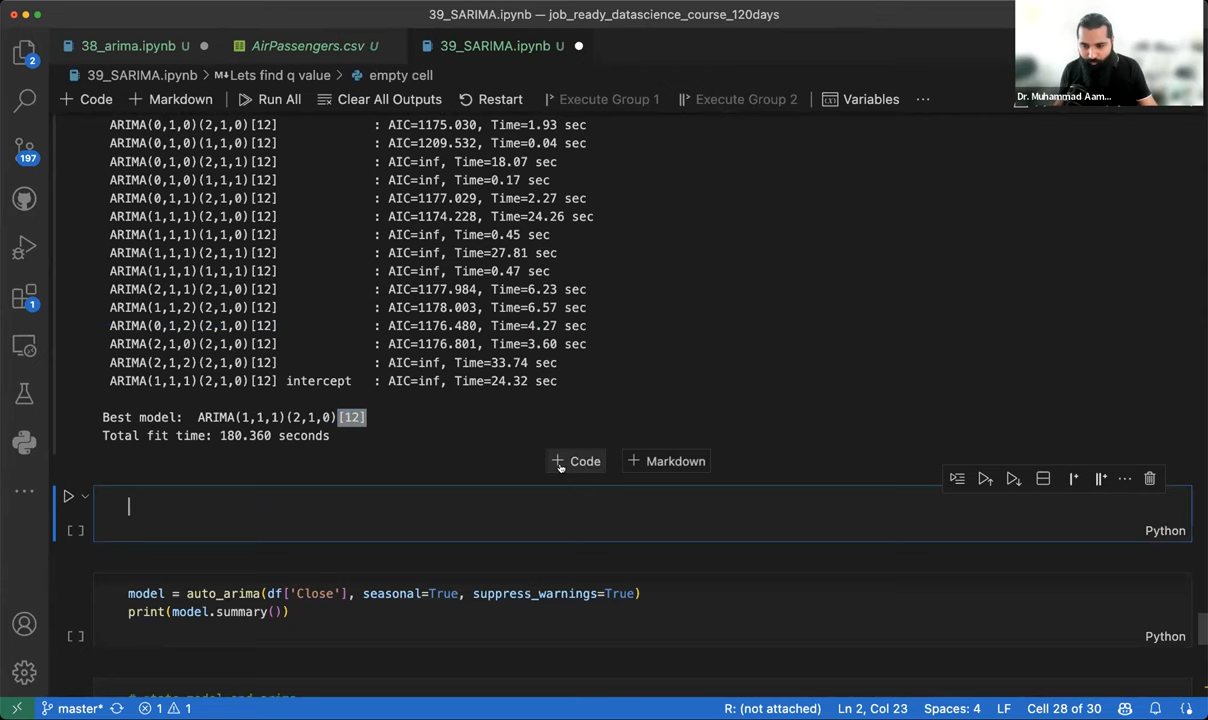 39_SARIMA.ipynb — job_ready_datascience_course_120days
38_arima.ipynb U
AirPassengers.csv U
39_SARIMA.ipynb U
39_SARIMA.ipynb > M↓Lets find q value > empty cell
+ Code + Markdown Run All Clear All Outputs Restart Execute Group 1 Execute Group 2 Variables ...
Dr. Muhammad Aam...
ARIMA(0,1,0)(2,1,0)[12] : AIC=1175.030, Time=1.93 sec
ARIMA(0,1,0)(1,1,0)[12] : AIC=1209.532, Time=0.04 sec
ARIMA(0,1,0)(2,1,1)[12] : AIC=inf, Time=18.07 sec
ARIMA(0,1,0)(1,1,1)[12] : AIC=inf, Time=0.17 sec
ARIMA(0,1,1)(2,1,0)[12] : AIC=1177.029, Time=2.27 sec
ARIMA(1,1,1)(2,1,0)[12] : AIC=1174.228, Time=24.26 sec
ARIMA(1,1,1)(1,1,0)[12] : AIC=inf, Time=0.45 sec
ARIMA(1,1,1)(2,1,1)[12] : AIC=inf, Time=27.81 sec
ARIMA(1,1,1)(1,1,1)[12] : AIC=inf, Time=0.47 sec
ARIMA(2,1,1)(2,1,0)[12] : AIC=1177.984, Time=6.23 sec
ARIMA(1,1,2)(2,1,0)[12] : AIC=1178.003, Time=6.57 sec
ARIMA(0,1,2)(2,1,0)[12] : AIC=1176.480, Time=4.27 sec
ARIMA(2,1,0)(2,1,0)[12] : AIC=1176.801, Time=3.60 sec
ARIMA(2,1,2)(2,1,0)[12] : AIC=inf, Time=33.74 sec
ARIMA(1,1,1)(2,1,0)[12] intercept : AIC=inf, Time=24.32 sec
Best model: ARIMA(1,1,1)(2,1,0)[12]
Total fit time: 180.360 seconds
+ Code + Markdown
[ ]
Python
model = auto_arima(df['Close'], seasonal=True, suppress_warnings=True)
print(model.summary())
[ ]
Python
2
197
1
master* 1 1
R: (not attached) Ln 2, Col 23 Spaces: 4 LF Cell 28 of 30